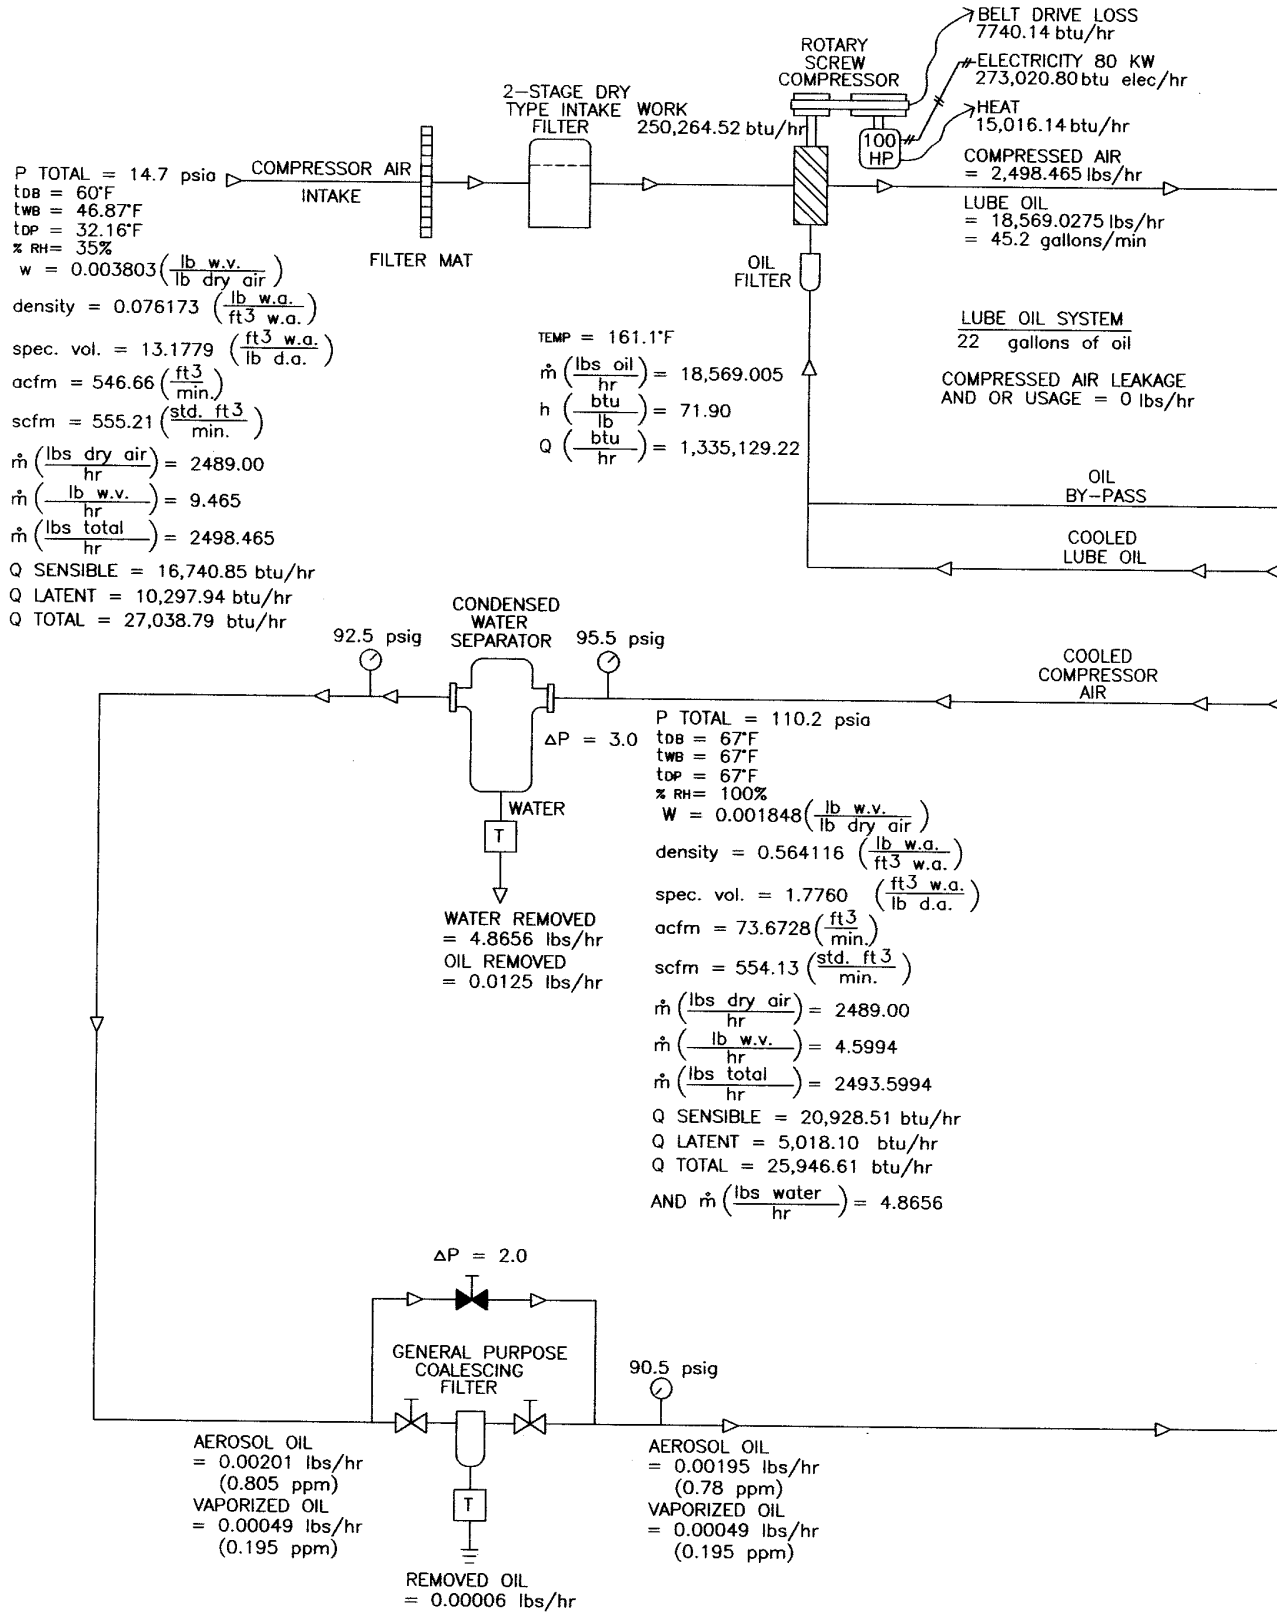 BELT DRIVE LOSS
7740.14 btu/hr
ROTARY
SCREW
COMPRESSOR
ELECTRICITY 80 KW
273,020.80 btu elec/hr
HEAT
15,016.14 btu/hr
100
HP
2-STAGE DRY
TYPE INTAKE
FILTER
WORK
250,264.52 btu/hr
COMPRESSED AIR
= 2,498.465 lbs/hr
LUBE OIL
= 18,569.0275 lbs/hr
= 45.2 gallons/min
P TOTAL = 14.7 psia
tDB = 60°F
tWB = 46.87°F
tDP = 32.16°F
% RH= 35%
w = 0.003803 (lb w.v. / lb dry air)
density = 0.076173 (lb w.a. / ft3 w.a.)
spec. vol. = 13.1779 (ft3 w.a. / lb d.a.)
acfm = 546.66 (ft3 / min.)
scfm = 555.21 (std. ft3 / min.)
ṁ (lbs dry air / hr) = 2489.00
ṁ (lb w.v. / hr) = 9.465
ṁ (lbs total / hr) = 2498.465
Q SENSIBLE = 16,740.85 btu/hr
Q LATENT = 10,297.94 btu/hr
Q TOTAL = 27,038.79 btu/hr
COMPRESSOR AIR
INTAKE
FILTER MAT
OIL
FILTER
TEMP = 161.1°F
ṁ (lbs oil / hr) = 18,569.005
h (btu / lb) = 71.90
Q (btu / hr) = 1,335,129.22
LUBE OIL SYSTEM
22 gallons of oil
COMPRESSED AIR LEAKAGE
AND OR USAGE = 0 lbs/hr
OIL
BY-PASS
COOLED
LUBE OIL
CONDENSED
WATER
SEPARATOR
92.5 psig
95.5 psig
COOLED
COMPRESSOR
AIR
ΔP = 3.0
WATER
T
WATER REMOVED
= 4.8656 lbs/hr
OIL REMOVED
= 0.0125 lbs/hr
P TOTAL = 110.2 psia
tDB = 67°F
tWB = 67°F
tDP = 67°F
% RH= 100%
W = 0.001848 (lb w.v. / lb dry air)
density = 0.564116 (lb w.a. / ft3 w.a.)
spec. vol. = 1.7760 (ft3 w.a. / lb d.a.)
acfm = 73.6728 (ft3 / min.)
scfm = 554.13 (std. ft3 / min.)
ṁ (lbs dry air / hr) = 2489.00
ṁ (lb w.v. / hr) = 4.5994
ṁ (lbs total / hr) = 2493.5994
Q SENSIBLE = 20,928.51 btu/hr
Q LATENT = 5,018.10 btu/hr
Q TOTAL = 25,946.61 btu/hr
AND ṁ (lbs water / hr) = 4.8656
ΔP = 2.0
GENERAL PURPOSE
COALESCING
FILTER
90.5 psig
AEROSOL OIL
= 0.00201 lbs/hr
(0.805 ppm)
VAPORIZED OIL
= 0.00049 lbs/hr
(0.195 ppm)
T
REMOVED OIL
= 0.00006 lbs/hr
AEROSOL OIL
= 0.00195 lbs/hr
(0.78 ppm)
VAPORIZED OIL
= 0.00049 lbs/hr
(0.195 ppm)